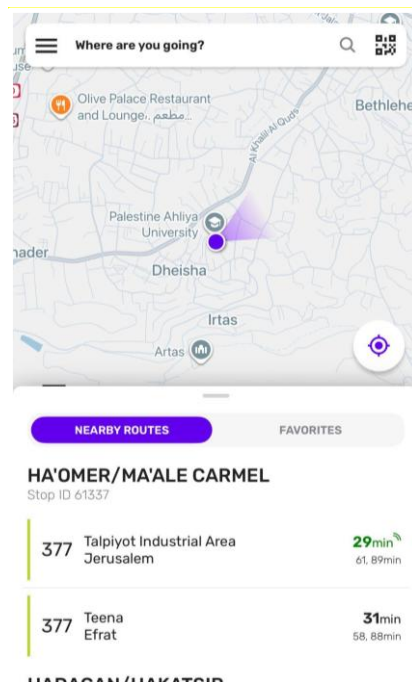 Where are you going?
Olive Palace Restaurant
and Lounge. مطعم...
Bethlehe
Al Khalil Al Quds
Palestine Ahliya
University
hader
Dheisha
Irtas
Artas
NEARBY ROUTES
FAVORITES
HA'OMER/MA'ALE CARMEL
Stop ID 61337
377
Talpiyot Industrial Area
Jerusalem
29min
61, 89min
377
Teena
Efrat
31min
58, 88min
HADAGAN/HAKATSIR